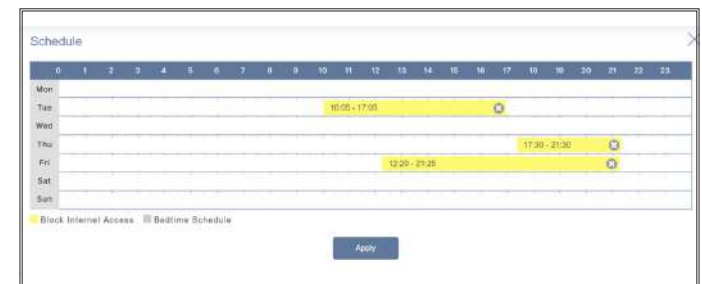 Schedule
0 1 2 3 4 5 6 7 8 9 10 11 12 13 14 15 16 17 18 19 20 21 22 23
Mon
Tue 10:05 - 17:05
Wed
Thu 17:30 - 21:30
Fri 12:20 - 21:25
Sat
Sun
Block Internet Access Bedtime Schedule
Apply